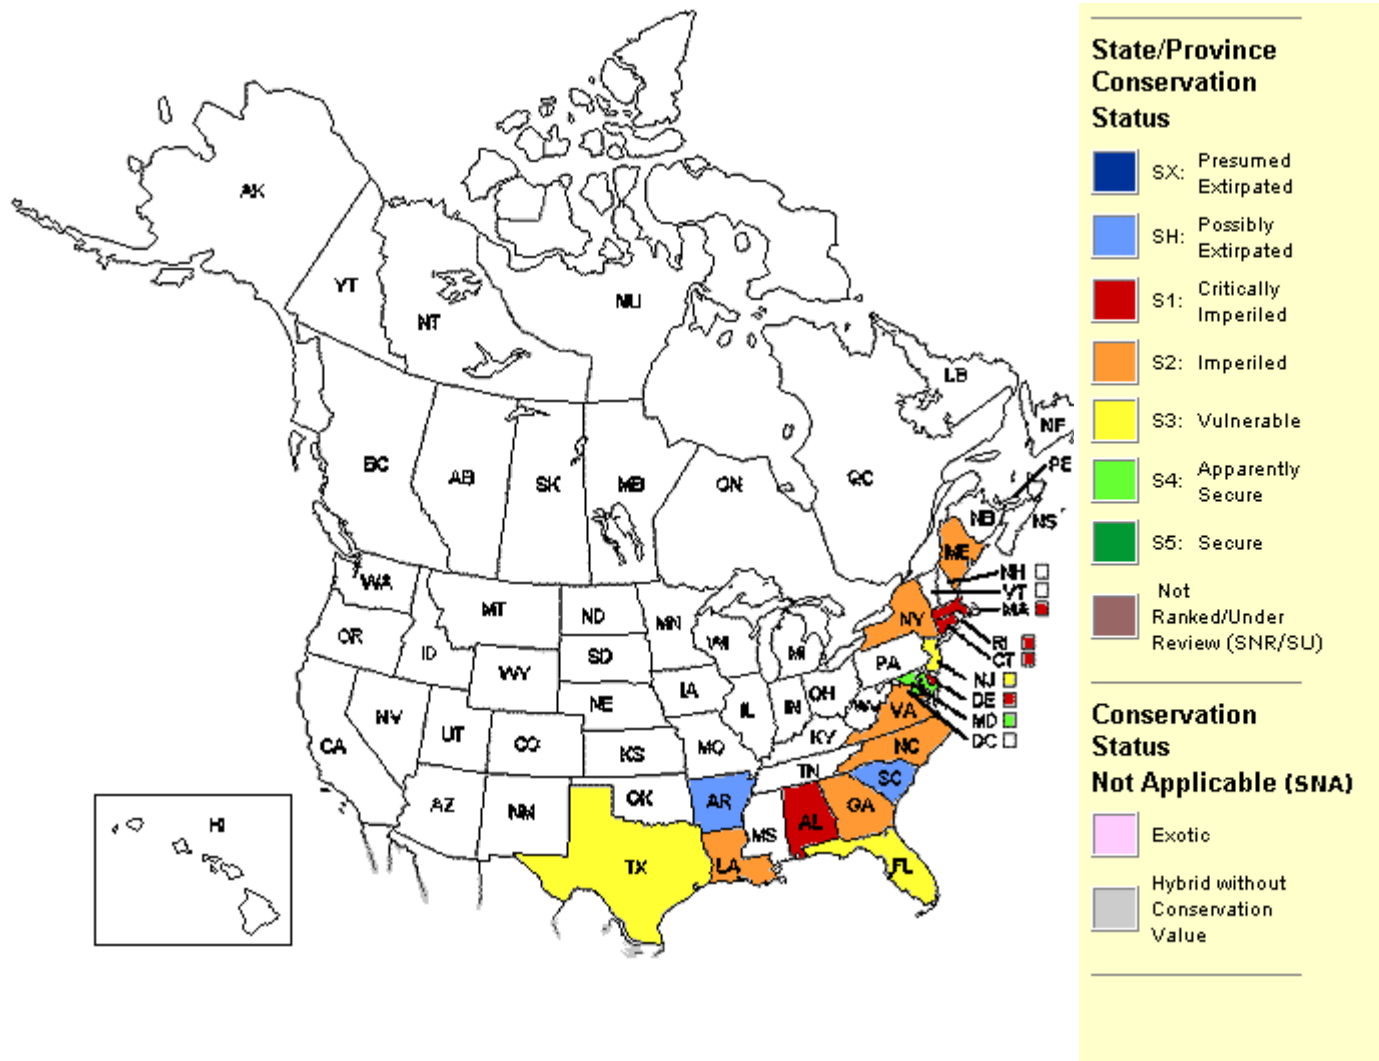 State/Province
Conservation
Status
SX: Presumed
Extirpated
SH: Possibly
Extirpated
S1: Critically
Imperiled
S2: Imperiled
S3: Vulnerable
S4: Apparently
Secure
S5: Secure
Not
Ranked/Under
Review (SNR/SU)
Conservation
Status
Not Applicable (SNA)
Exotic
Hybrid without
Conservation
Value
AK
YT
NT
NU
LB
NF
BC
AB
SK
MB
ON
QC
PE
NB
NS
ME
WA
MT
ND
MN
NH
VT
MA
OR
ID
WY
SD
WI
MI
NY
RI
CT
NJ
DE
MD
DC
PA
NV
UT
CO
NE
IA
IL
IN
OH
WV
VA
CA
KS
MO
KY
NC
AZ
NM
OK
AR
TN
SC
HI
TX
LA
MS
AL
GA
FL